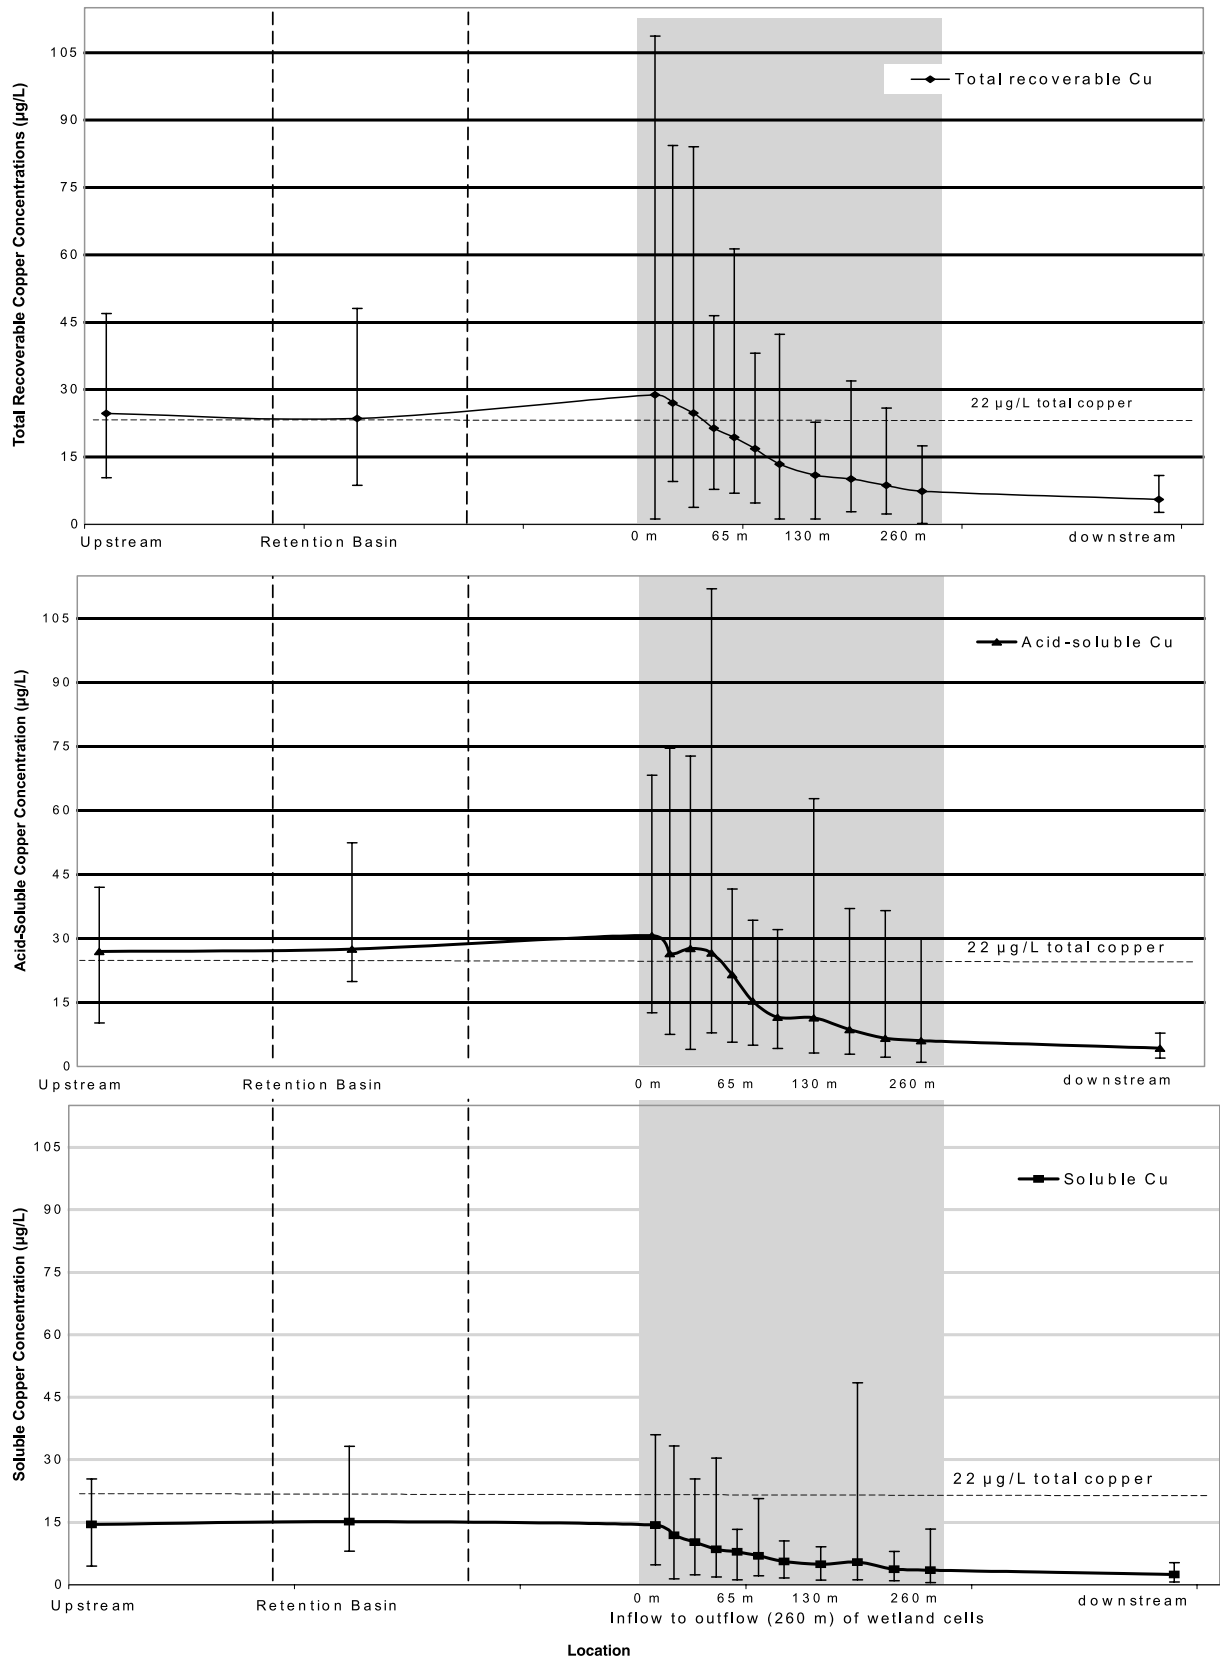 Total Recoverable Copper Concentrations (µg/L)
105
90
75
60
45
30
15
0
Total recoverable Cu
22 µg/L total copper
Upstream Retention Basin 0 m 65 m 130 m 260 m downstream
Acid-Soluble Copper Concentration (µg/L)
105
90
75
60
45
30
15
0
Acid-soluble Cu
22 µg/L total copper
Upstream Retention Basin 0 m 65 m 130 m 260 m downstream
Soluble Copper Concentration (µg/L)
105
90
75
60
45
30
15
0
Soluble Cu
22 µg/L total copper
Upstream Retention Basin 0 m 65 m 130 m 260 m downstream
Inflow to outflow (260 m) of wetland cells
Location